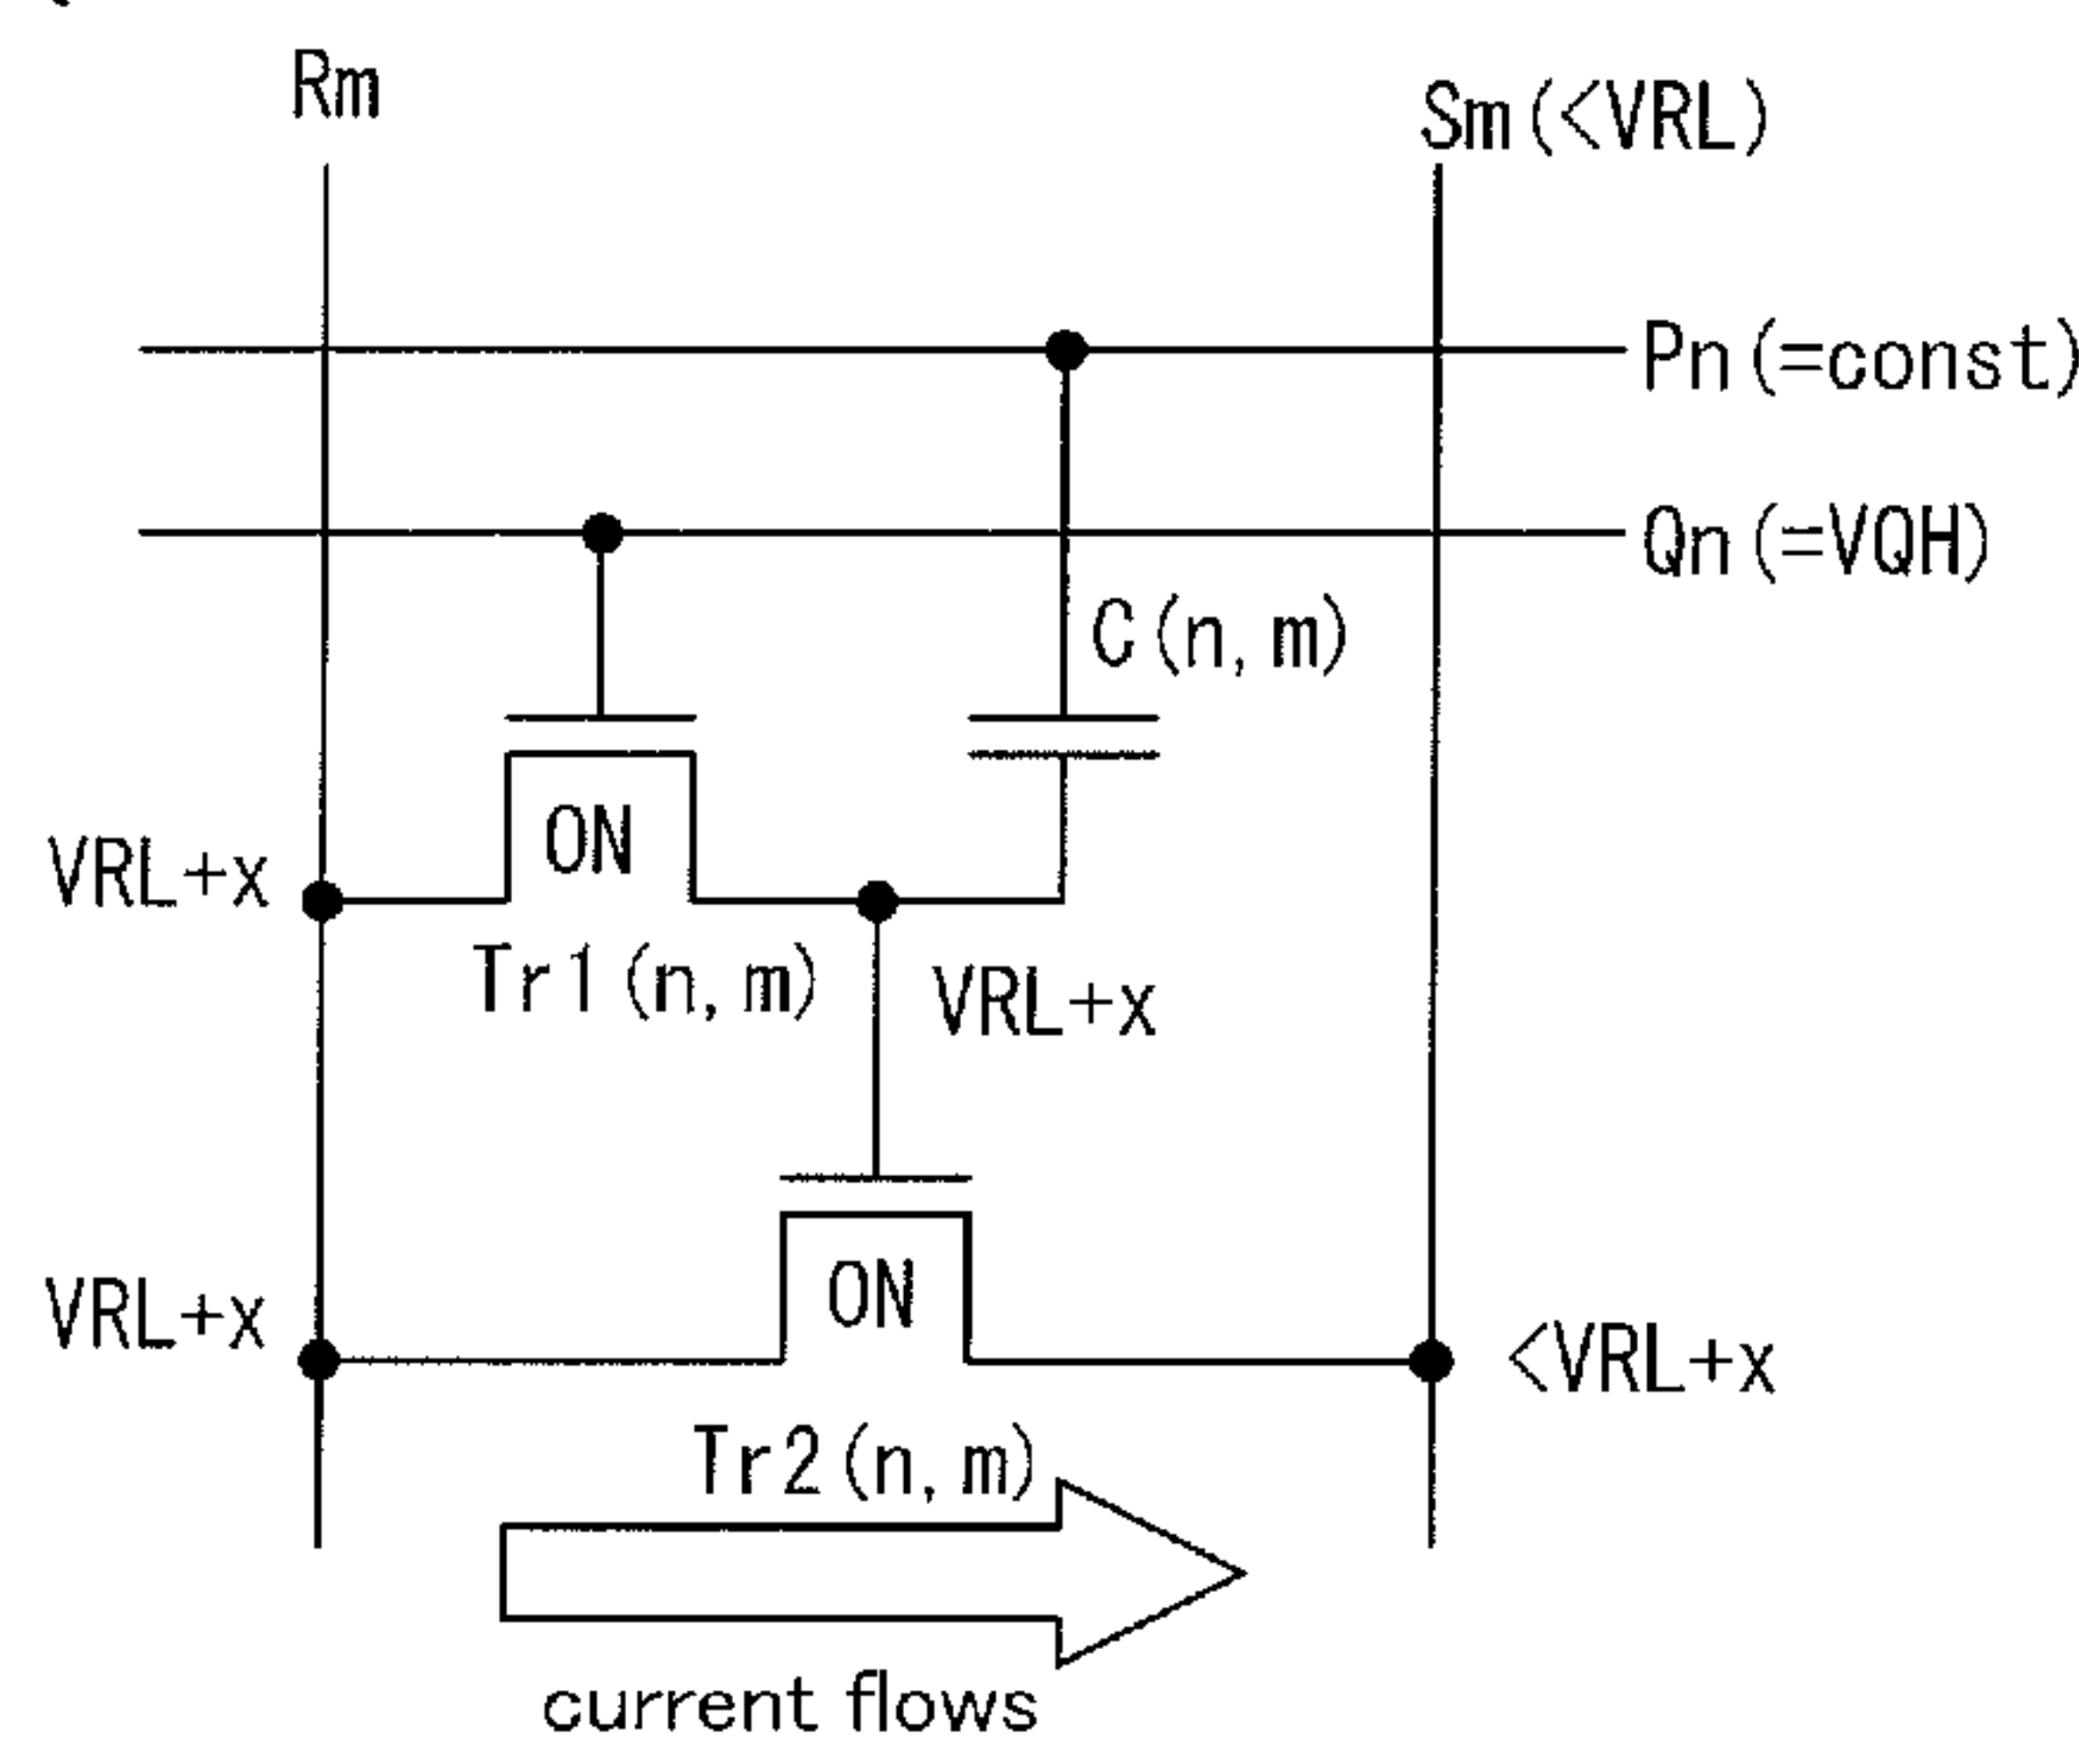 Rm
Sm(<VRL)
Pn(=const)
Qn(=VQH)
C(n,m)
ON
VRL+x
Tr1(n,m)
VRL+x
ON
VRL+x
<VRL+x
Tr2(n,m)
current flows